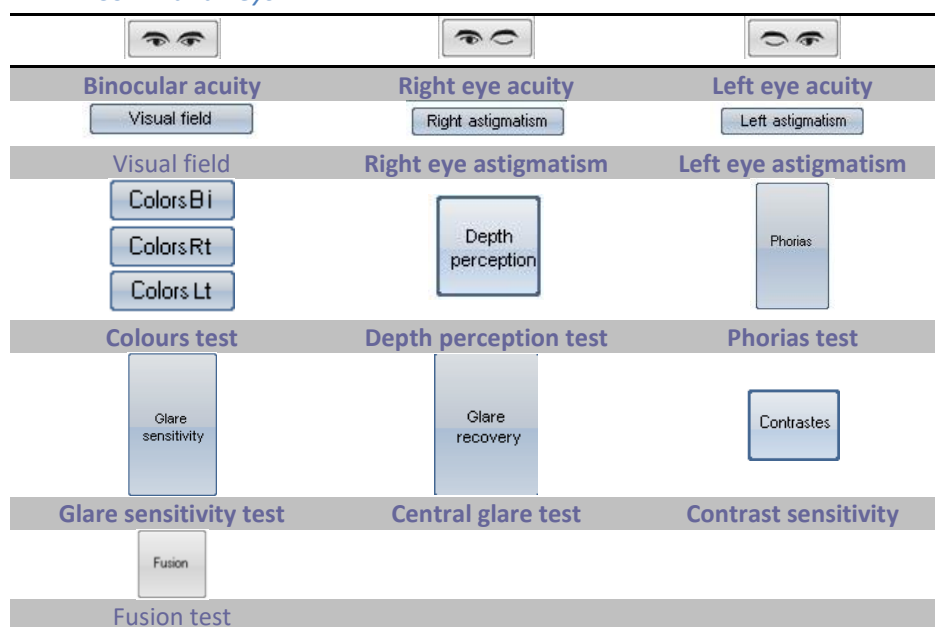 Binocular acuity Right eye acuity Left eye acuity
Visual field Right astigmatism Left astigmatism
Visual field Right eye astigmatism Left eye astigmatism
Colors Bi
Colors Rt
Colors Lt
Depth
perception
Phorias
Colours test Depth perception test Phorias test
Glare
sensitivity
Glare
recovery
Contrastes
Glare sensitivity test Central glare test Contrast sensitivity
Fusion
Fusion test